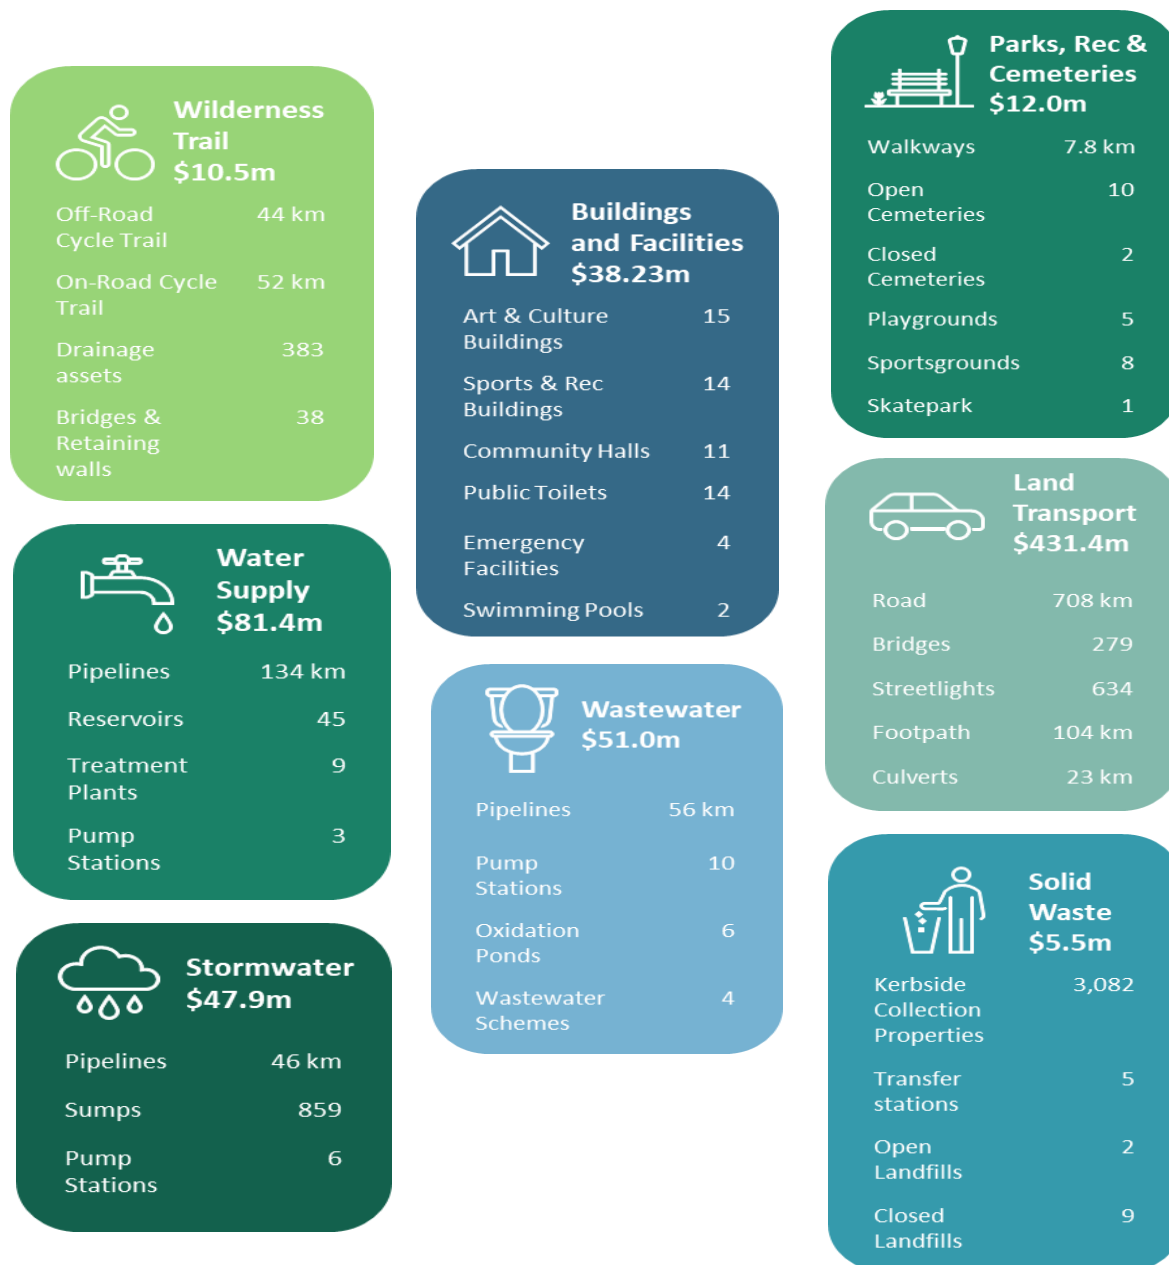 Wilderness
Trail
$10.5m
Off-Road 44 km
Cycle Trail
On-Road Cycle 52 km
Trail
Drainage 383
assets
Bridges & 38
Retaining
walls
Water
Supply
$81.4m
Pipelines 134 km
Reservoirs 45
Treatment 9
Plants
Pump 3
Stations
Stormwater
$47.9m
Pipelines 46 km
Sumps 859
Pump 6
Stations
Buildings
and Facilities
$38.23m
Art & Culture 15
Buildings
Sports & Rec 14
Buildings
Community Halls 11
Public Toilets 14
Emergency 4
Facilities
Swimming Pools 2
Wastewater
$51.0m
Pipelines 56 km
Pump 10
Stations
Oxidation 6
Ponds
Wastewater 4
Schemes
Parks, Rec &
Cemeteries
$12.0m
Walkways 7.8 km
Open 10
Cemeteries
Closed 2
Cemeteries
Playgrounds 5
Sportsgrounds 8
Skatepark 1
Land
Transport
$431.4m
Road 708 km
Bridges 279
Streetlights 634
Footpath 104 km
Culverts 23 km
Solid
Waste
$5.5m
Kerbside 3,082
Collection
Properties
Transfer 5
stations
Open 2
Landfills
Closed 9
Landfills